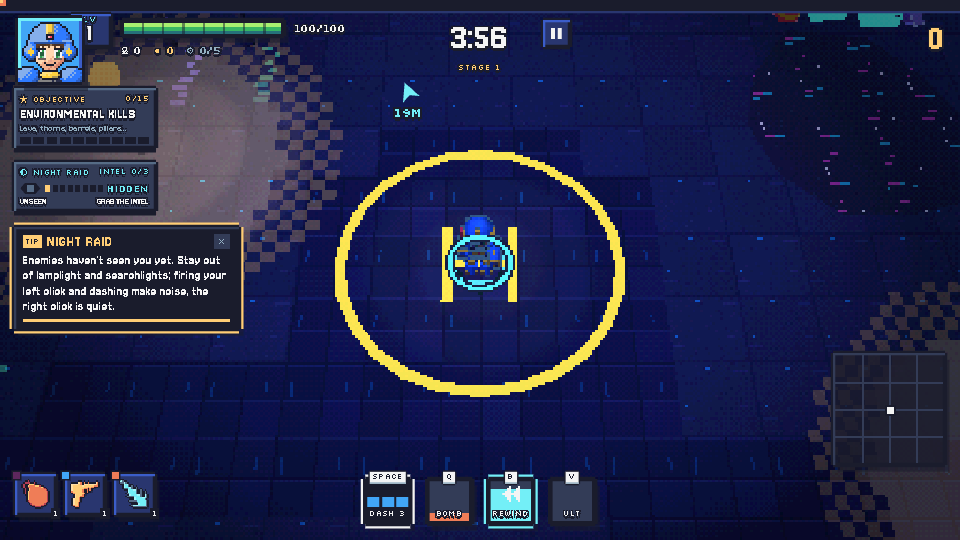 LV
1
100/100
0 0 0/5
3:56
STAGE 1
0
19M
OBJECTIVE 0/15
ENVIRONMENTAL KILLS
Lava, thorns, barrels, pillars...
NIGHT RAID INTEL 0/3
HIDDEN
UNSEEN GRAB THE INTEL
TIP NIGHT RAID ×
Enemies haven't seen you yet. Stay out
of lamplight and searchlights; firing your
left click and dashing make noise, the
right click is quiet.
1 1 1
SPACE Q B V
DASH 3 BOMB REWIND ULT